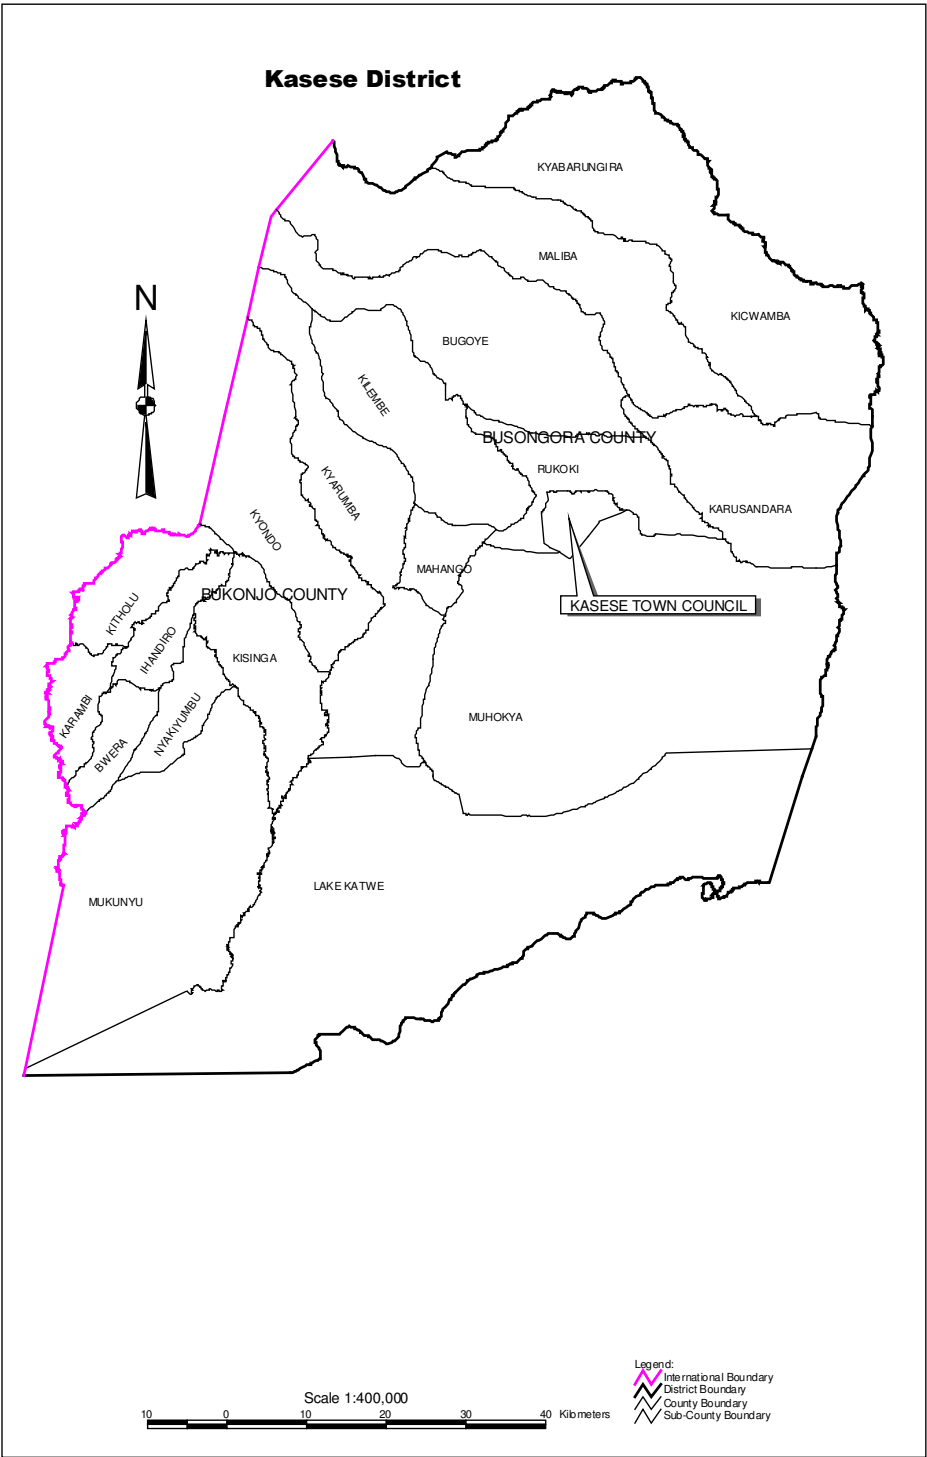 Kasese District
KYABARUNGIRA
MALIBA
N
KICWAMBA
BUGOYE
KILEMBE
BUSONGORA COUNTY
RUKOKI
KYARUMBA
KARUSANDARA
KYONDO
MAHANGO
BUKONJO COUNTY
KASESE TOWN COUNCIL
KITHOLU
IHANDIRO
KISINGA
KARAMBI
NYAKIYUMBU
MUHOKYA
BWERA
LAKE KATWE
MUKUNYU
Legend:
International Boundary
District Boundary
County Boundary
Sub-County Boundary
Scale 1:400,000
10 0 10 20 30 40 Kilometers